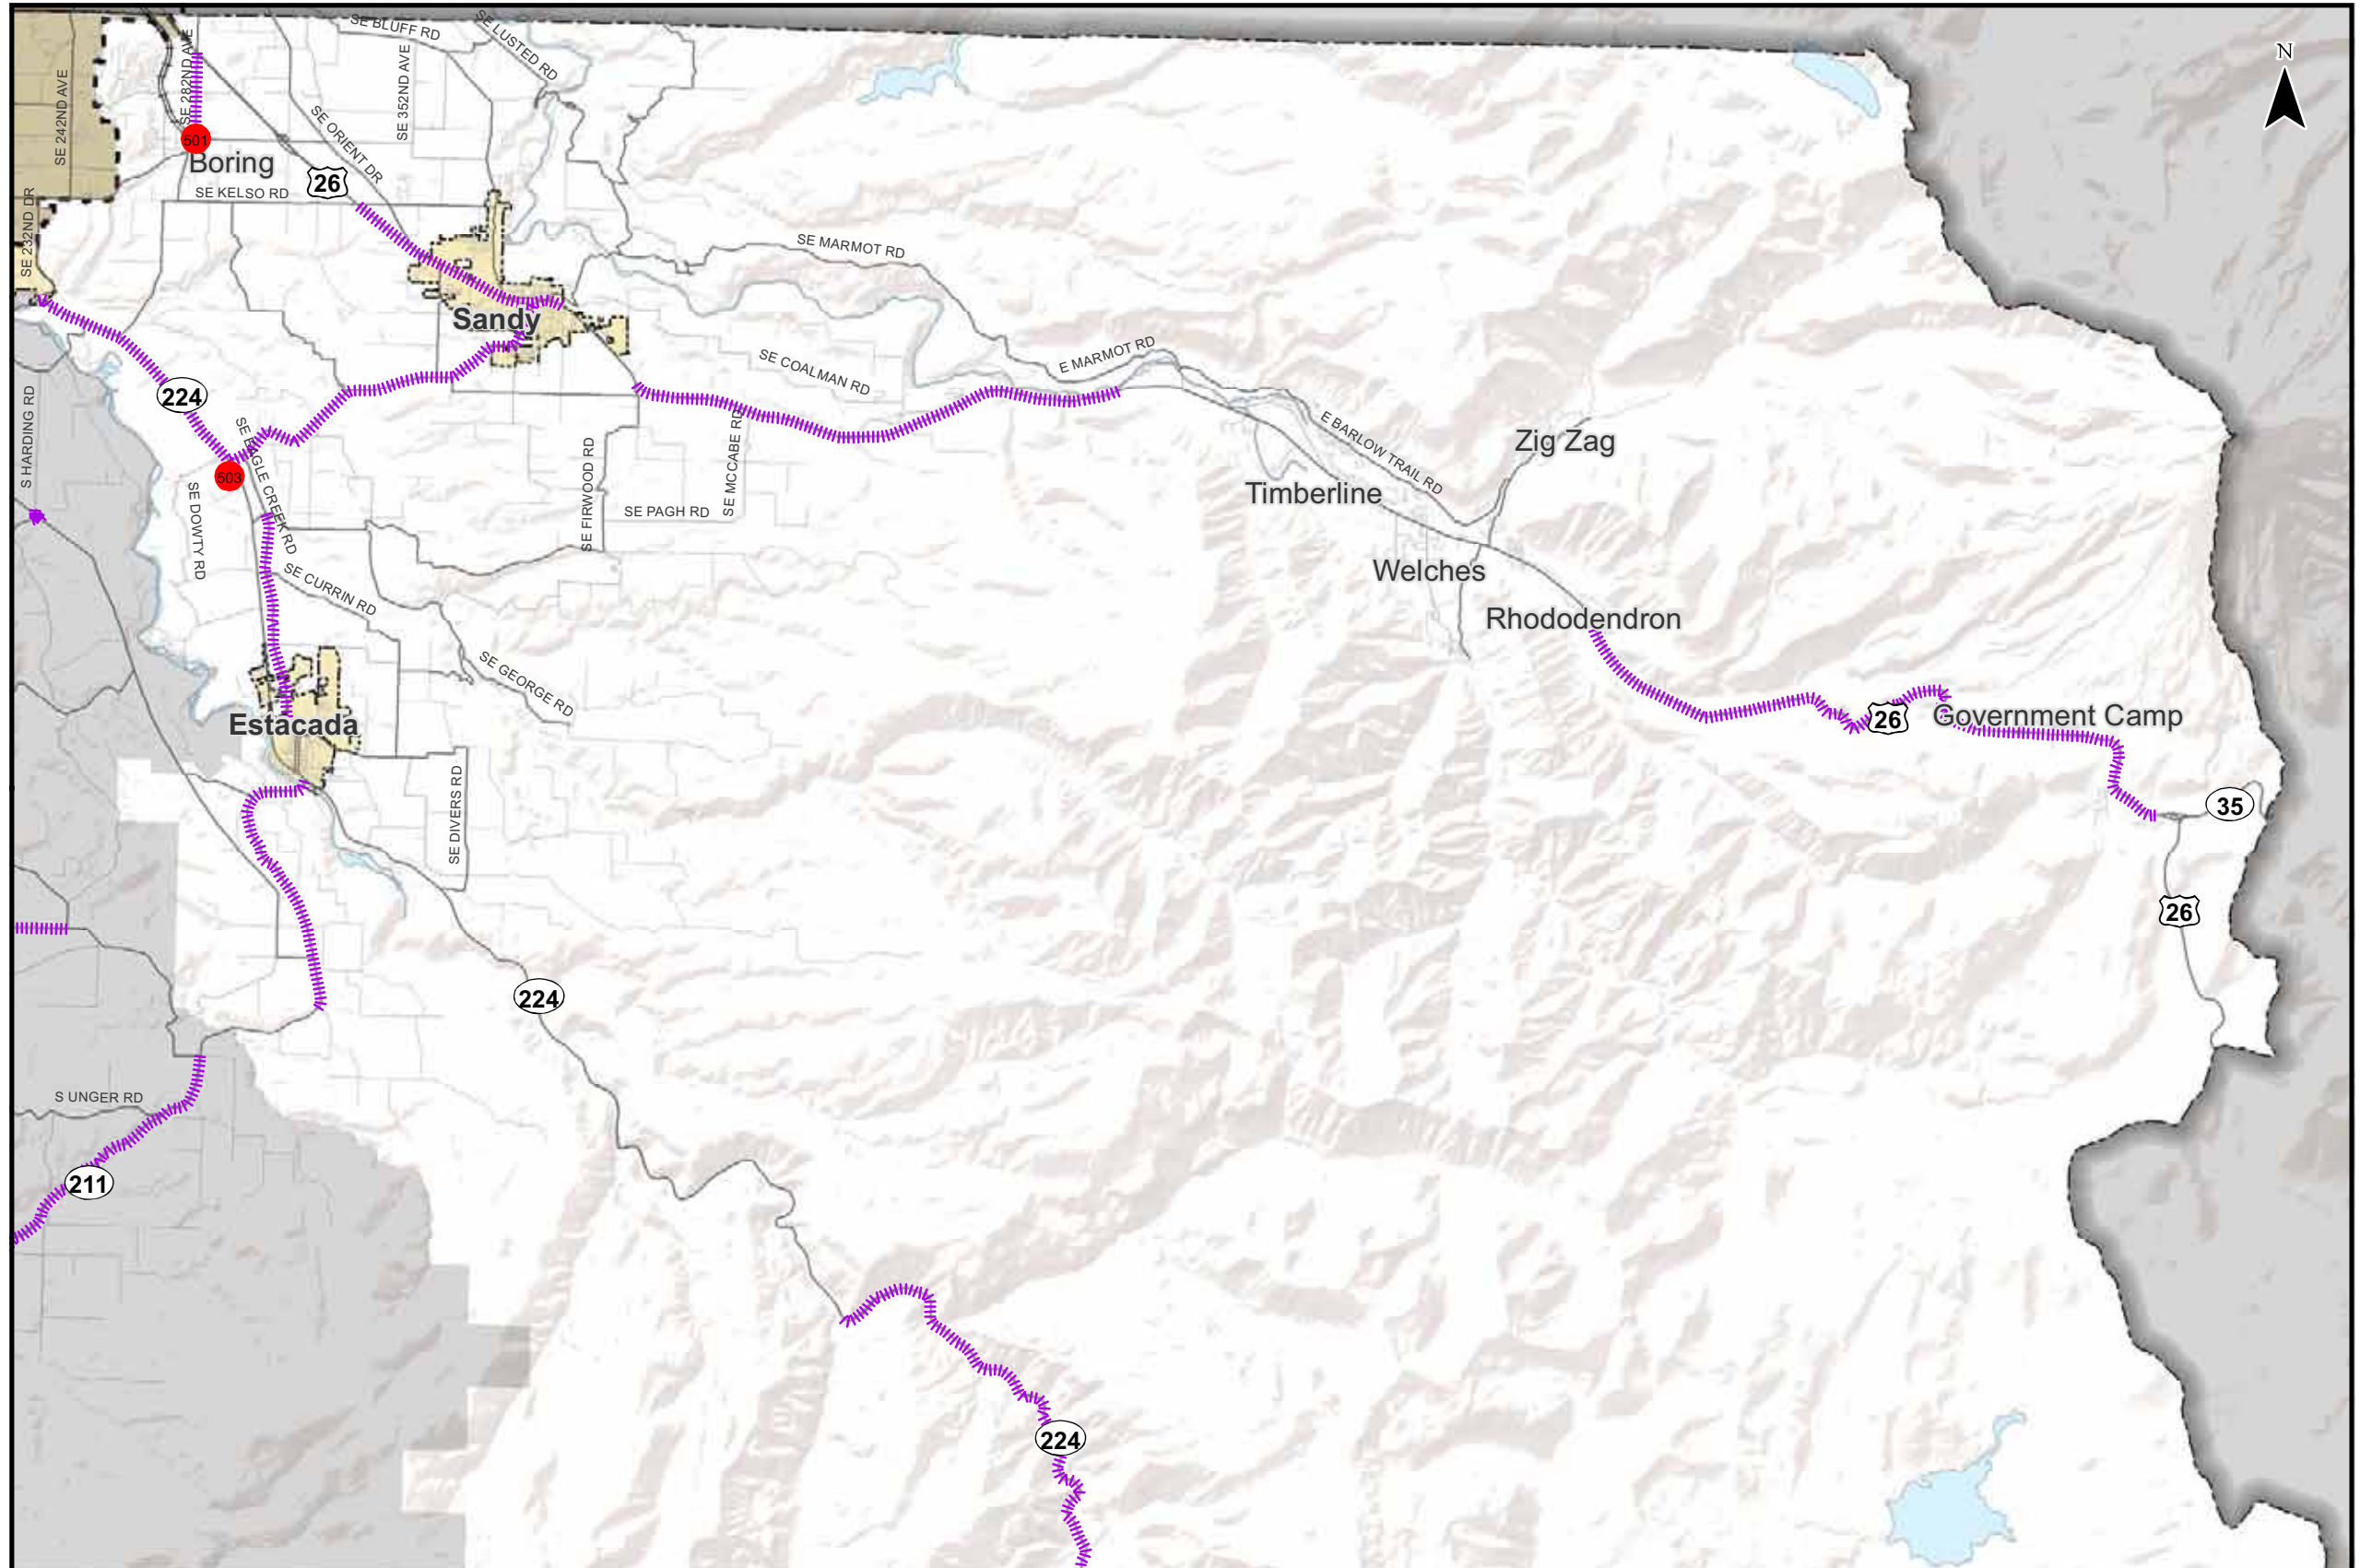 N
SE BLUFF RD
SE LUSTED RD
SE 282ND AVE
SE 242ND AVE
SE 352ND AVE
SE ORIENT DR
501
Boring
26
SE KELSO RD
SE 232ND DR
SE MARMOT RD
Sandy
E MARMOT RD
SE COALMAN RD
224
S HARDING RD
SE EAGLE CREEK RD
503
SE DOWTY RD
SE FIRWOOD RD
SE MCCABE RD
SE PAGH RD
E BARLOW TRAIL RD
Zig Zag
Timberline
Welches
Rhododendron
SE CURRIN RD
SE GEORGE RD
Estacada
26
Government Camp
SE DIVERS RD
35
26
224
S UNGER RD
211
224